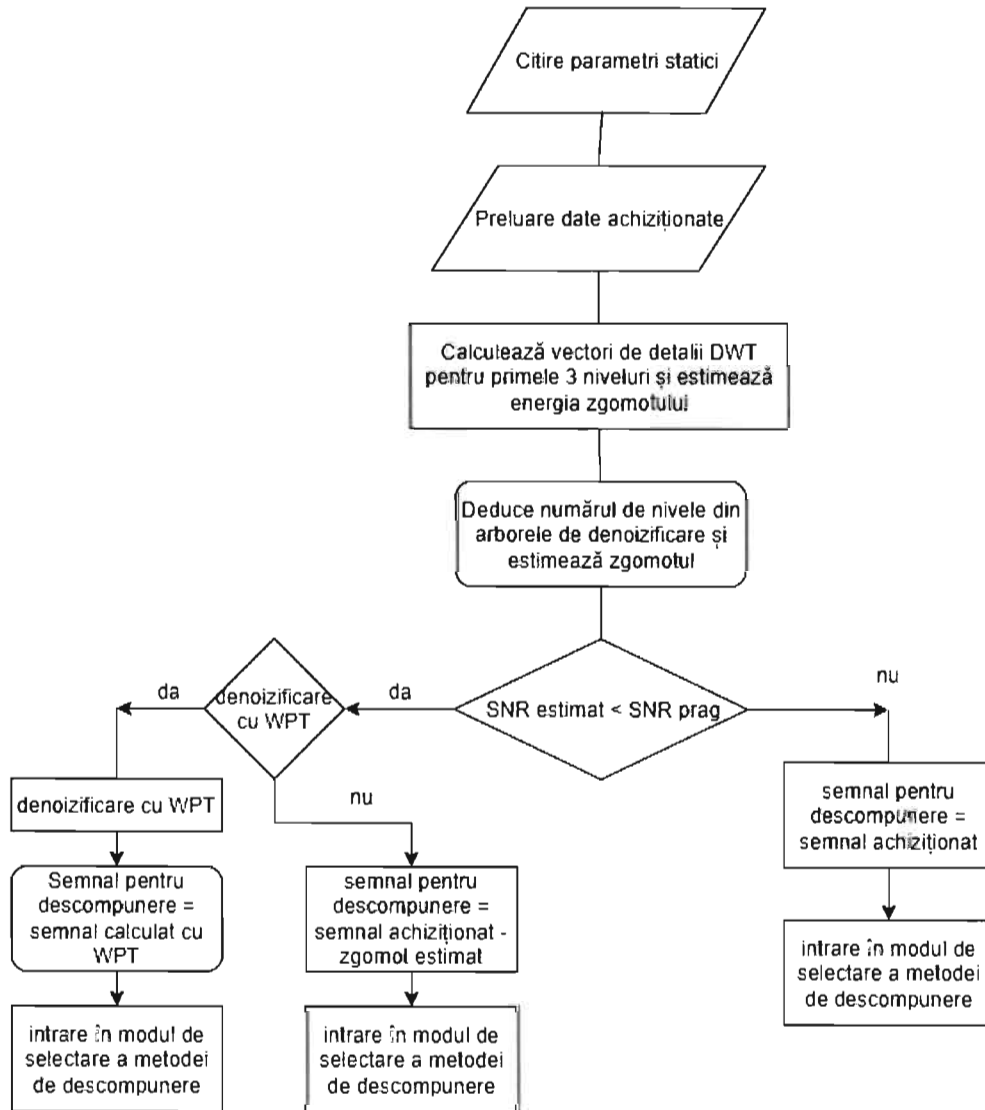 Citire parametri statici
Preluare date achiziționate
Calculează vectori de detalii DWT
pentru primele 3 niveluri și estimează
energia zgomotului
Deduce numărul de nivele din
arborele de denoizificare și
estimează zgomotul
SNR estimat < SNR prag
da
nu
denoizificare
cu WPT
da
nu
denoizificare cu WPT
Semnal pentru
descompunere =
semnal calculat cu
WPT
intrare în modul de
selectare a metodei
de descompunere
semnal pentru
descompunere =
semnal achiziționat -
zgomol estimat
intrare în modul de
selectare a metodei
de descompunere
semnal pentru
descompunere =
semnal achiziționat
intrare în modul de
selectare a metodei
de descompunere